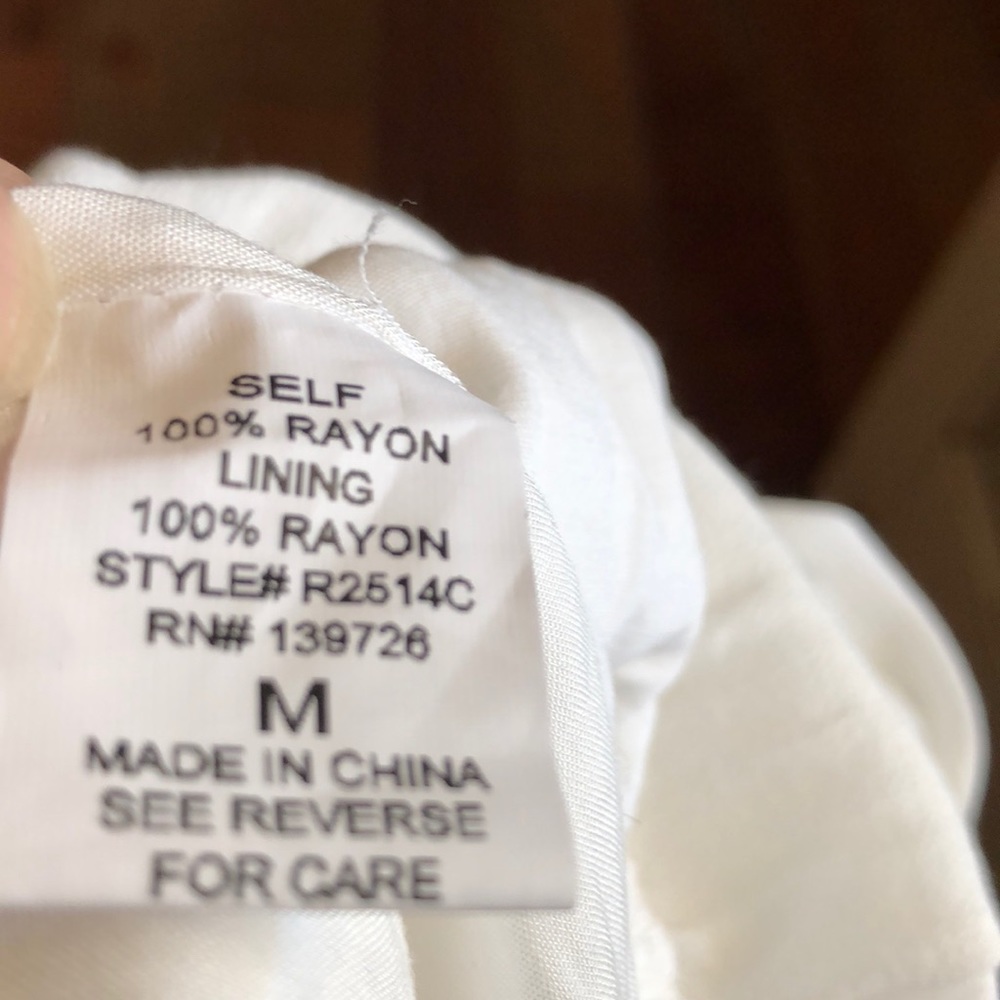 SELF
100% RAYON
LINING
100% RAYON
STYLE# R2514C
RN# 139726
M
MADE IN CHINA
SEE REVERSE
FOR CARE